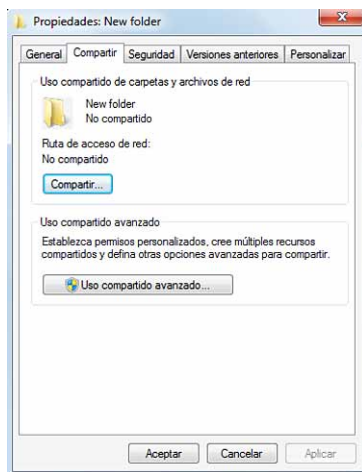 Propiedades: New folder
General Compartir Seguridad Versiones anteriores Personalizar
Uso compartido de carpetas y archivos de red
New folder
No compartido
Ruta de acceso de red:
No compartido
Compartir...
Uso compartido avanzado
Establezca permisos personalizados, cree múltiples recursos
compartidos y defina otras opciones avanzadas para compartir.
Uso compartido avanzado...
Aceptar Cancelar Aplicar